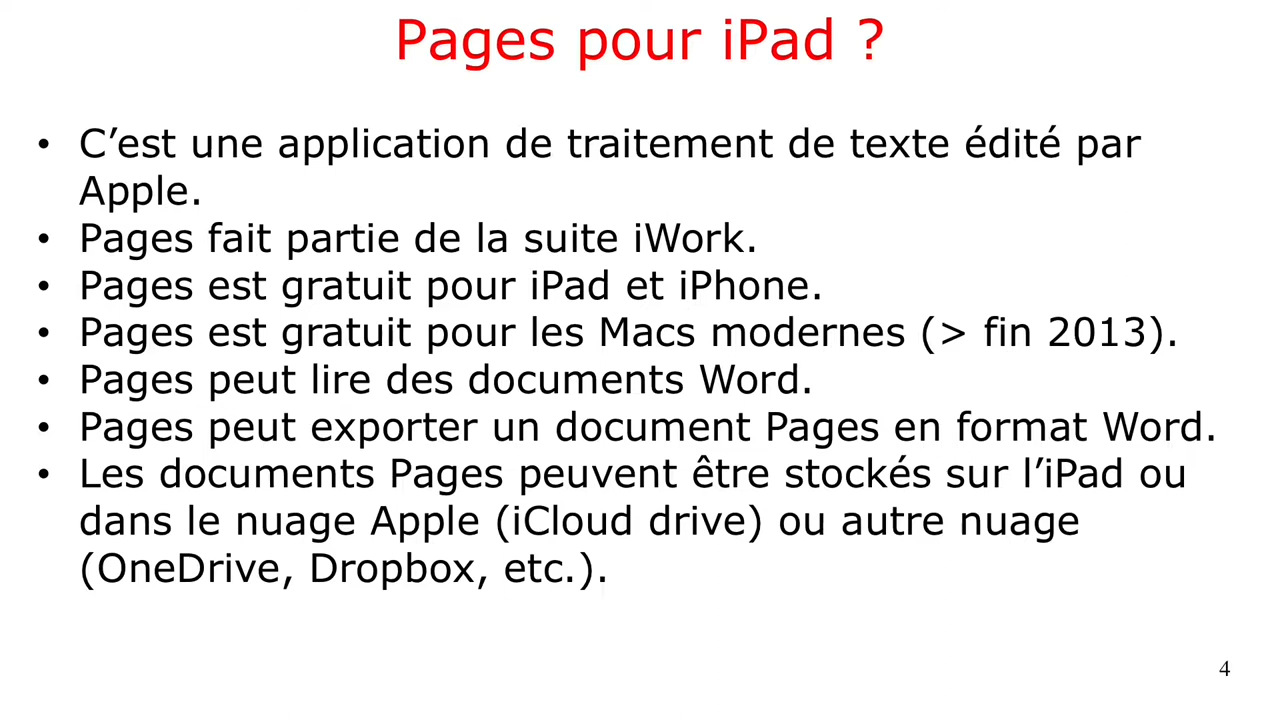 Pages pour iPad ?
• C’est une application de traitement de texte édité par
Apple.
• Pages fait partie de la suite iWork.
• Pages est gratuit pour iPad et iPhone.
• Pages est gratuit pour les Macs modernes (> fin 2013).
• Pages peut lire des documents Word.
• Pages peut exporter un document Pages en format Word.
• Les documents Pages peuvent être stockés sur l’iPad ou
dans le nuage Apple (iCloud drive) ou autre nuage
(OneDrive, Dropbox, etc.).
4